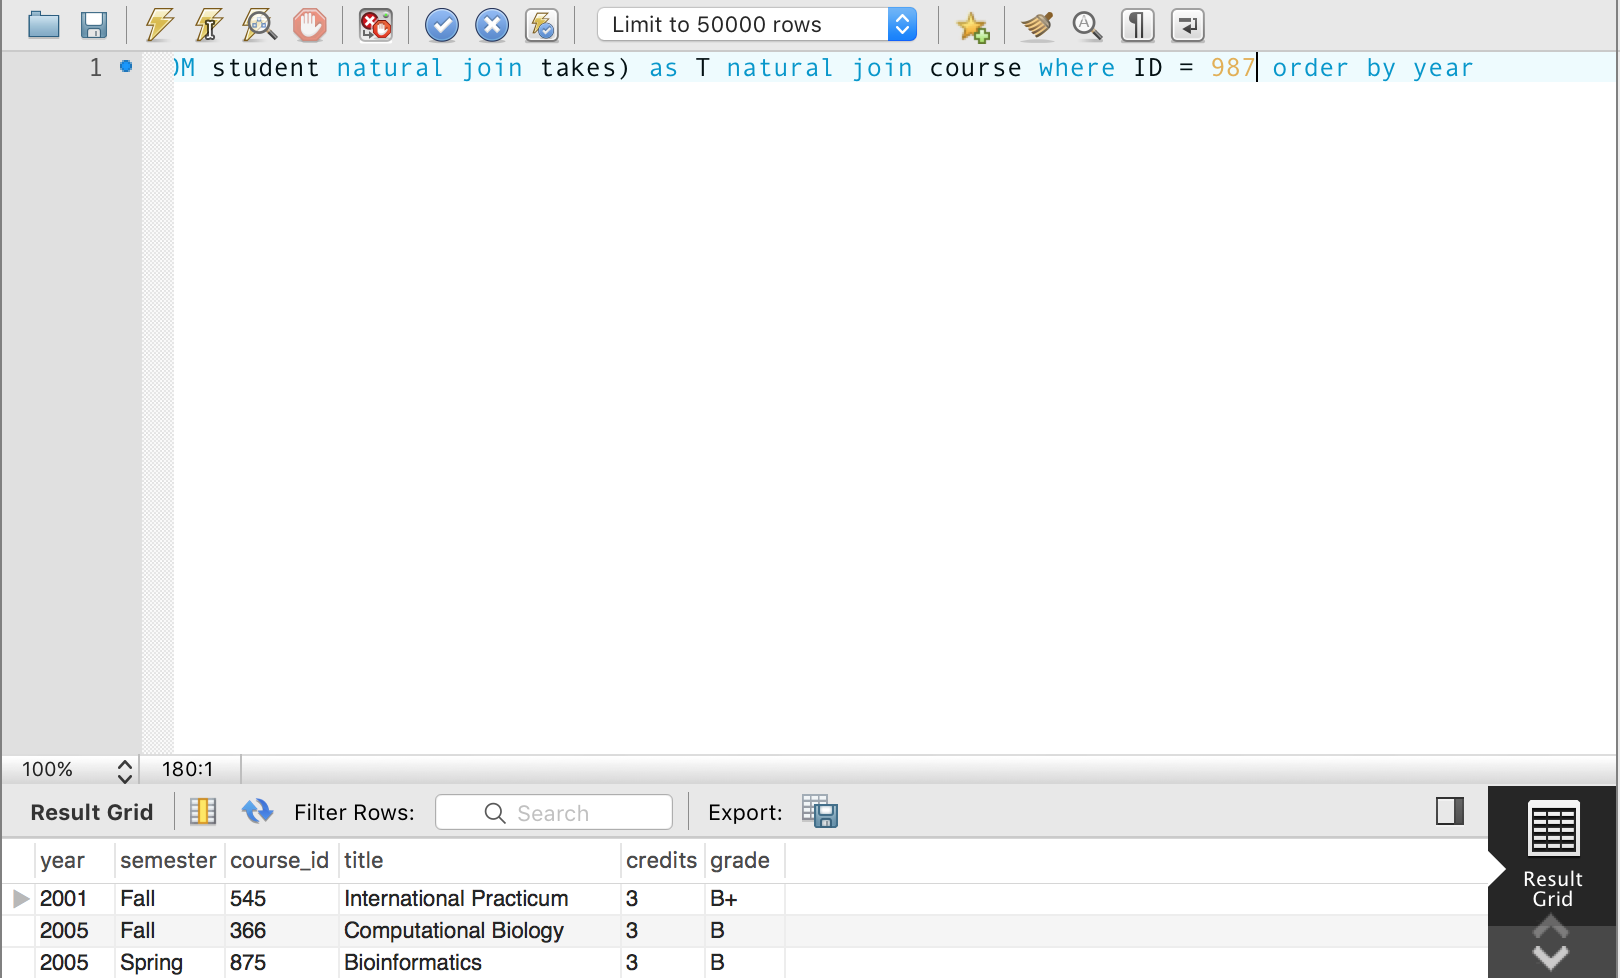 Limit to 50000 rows
1 OM student natural join takes) as T natural join course where ID = 987 order by year
100% 180:1
Result Grid Filter Rows: Search Export:
year semester course_id title credits grade
2001 Fall 545 International Practicum 3 B+
2005 Fall 366 Computational Biology 3 B
2005 Spring 875 Bioinformatics 3 B
Result
Grid